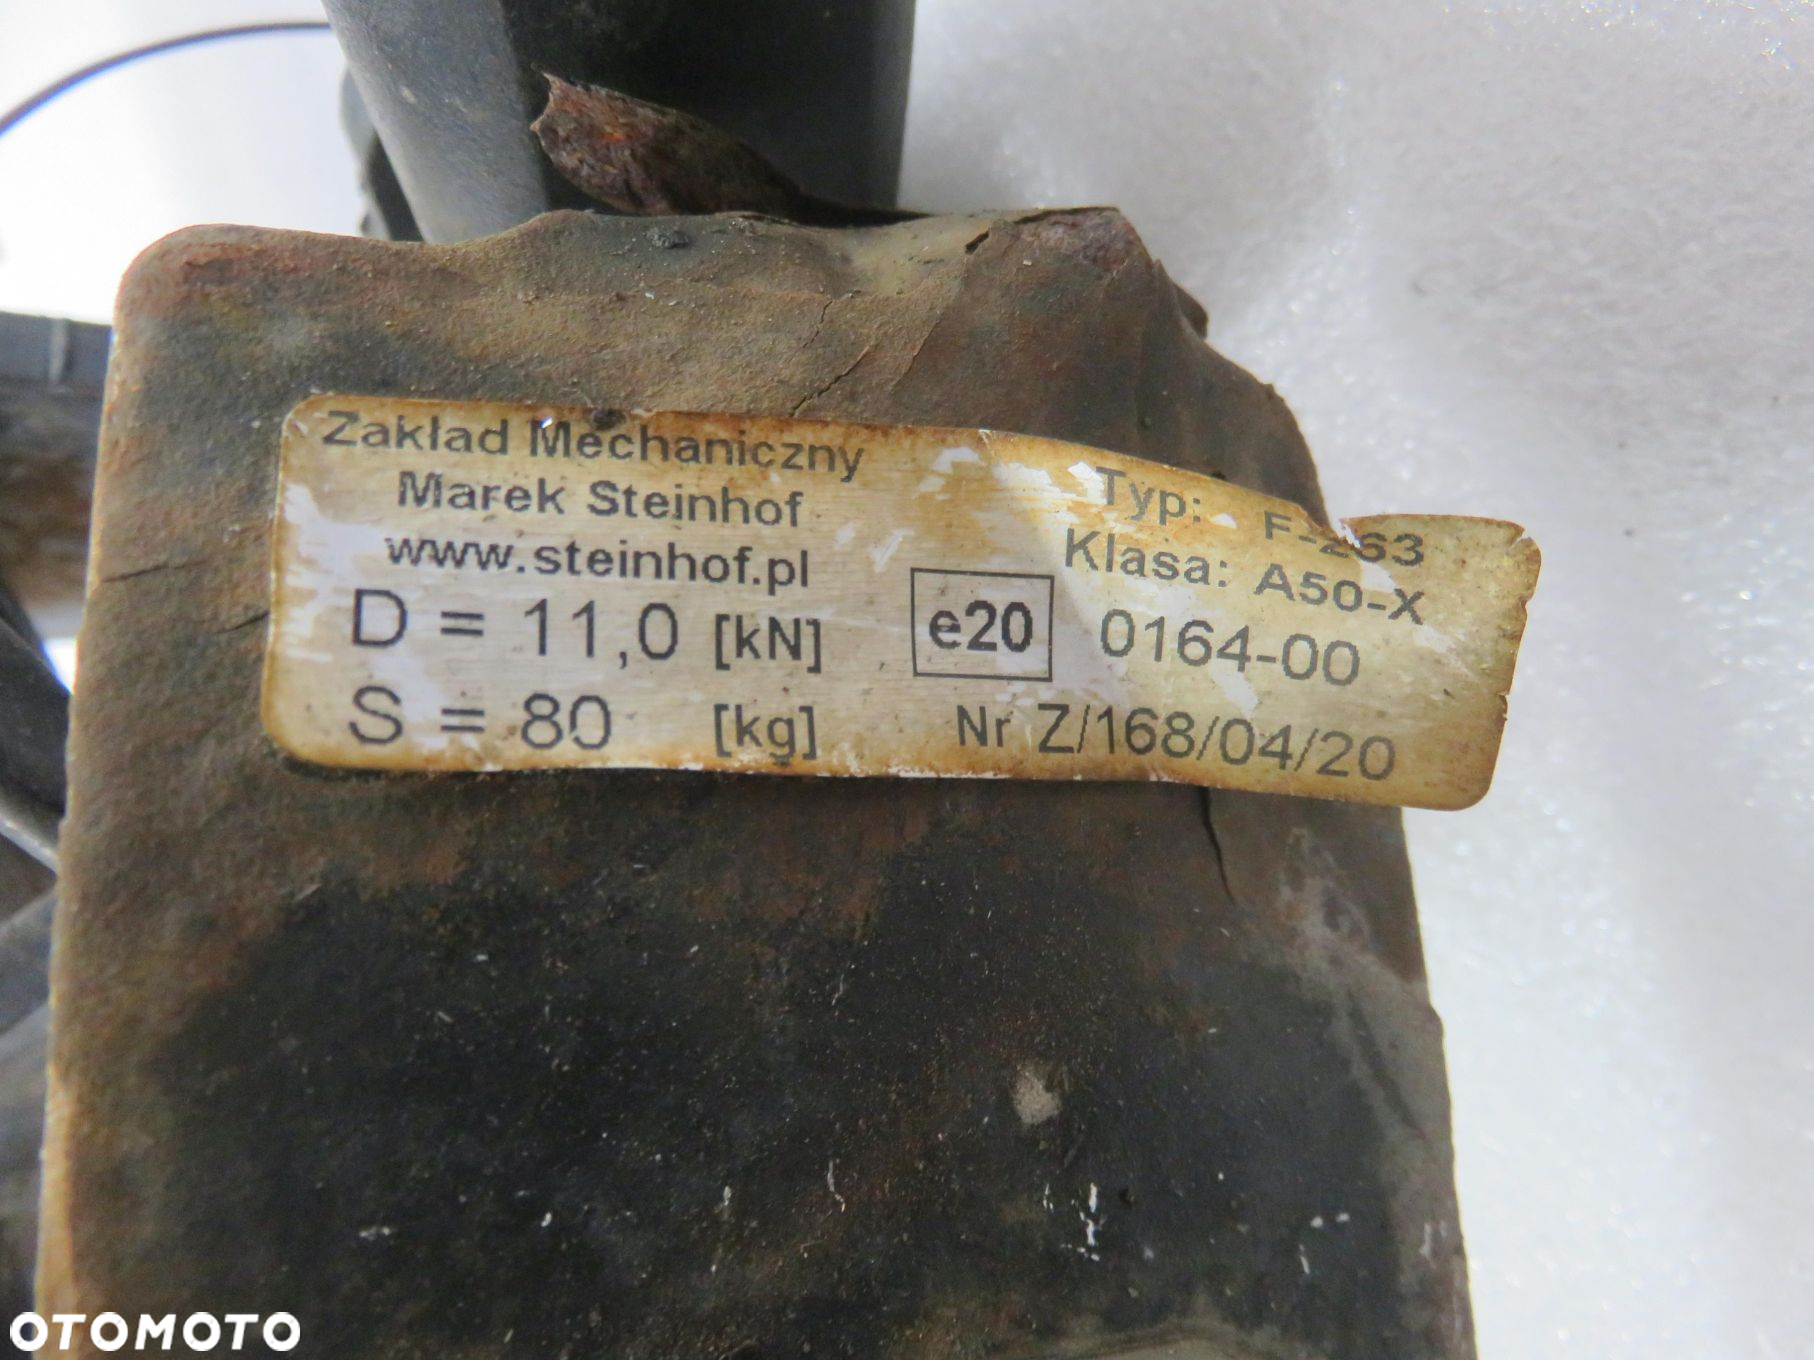 Zakład Mechaniczny
Marek Steinhof
www.steinhof.pl
D = 11,0 [kN]
S = 80 [kg]
Typ: F-263
Klasa: A50-X
e20 0164-00
Nr Z/168/04/20
OTOMOTO